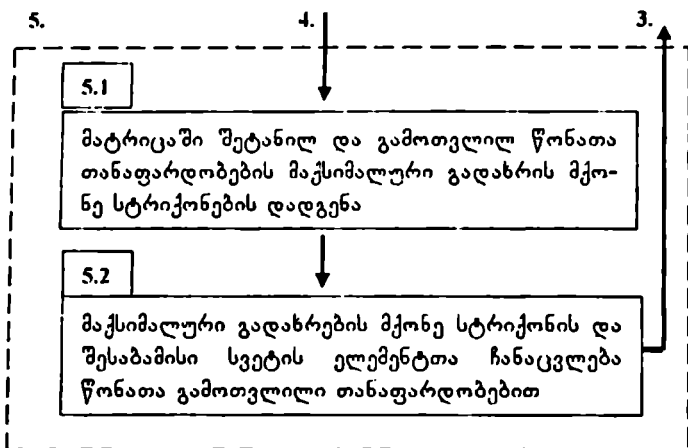 5. 4. 3.
5.1
მატრიცაში შეტანილ და გამოთვლილ წონათა
თანაფარდობების მაქსიმალური გადახრის მქო-
ნე სტრიქონების დადგენა
5.2
მაქსიმალური გადახრების მქონე სტრიქონის და
შესაბამისი სვეტის ელემენტთა ჩანაცვლება
წონათა გამოთვლილი თანაფარდობებით